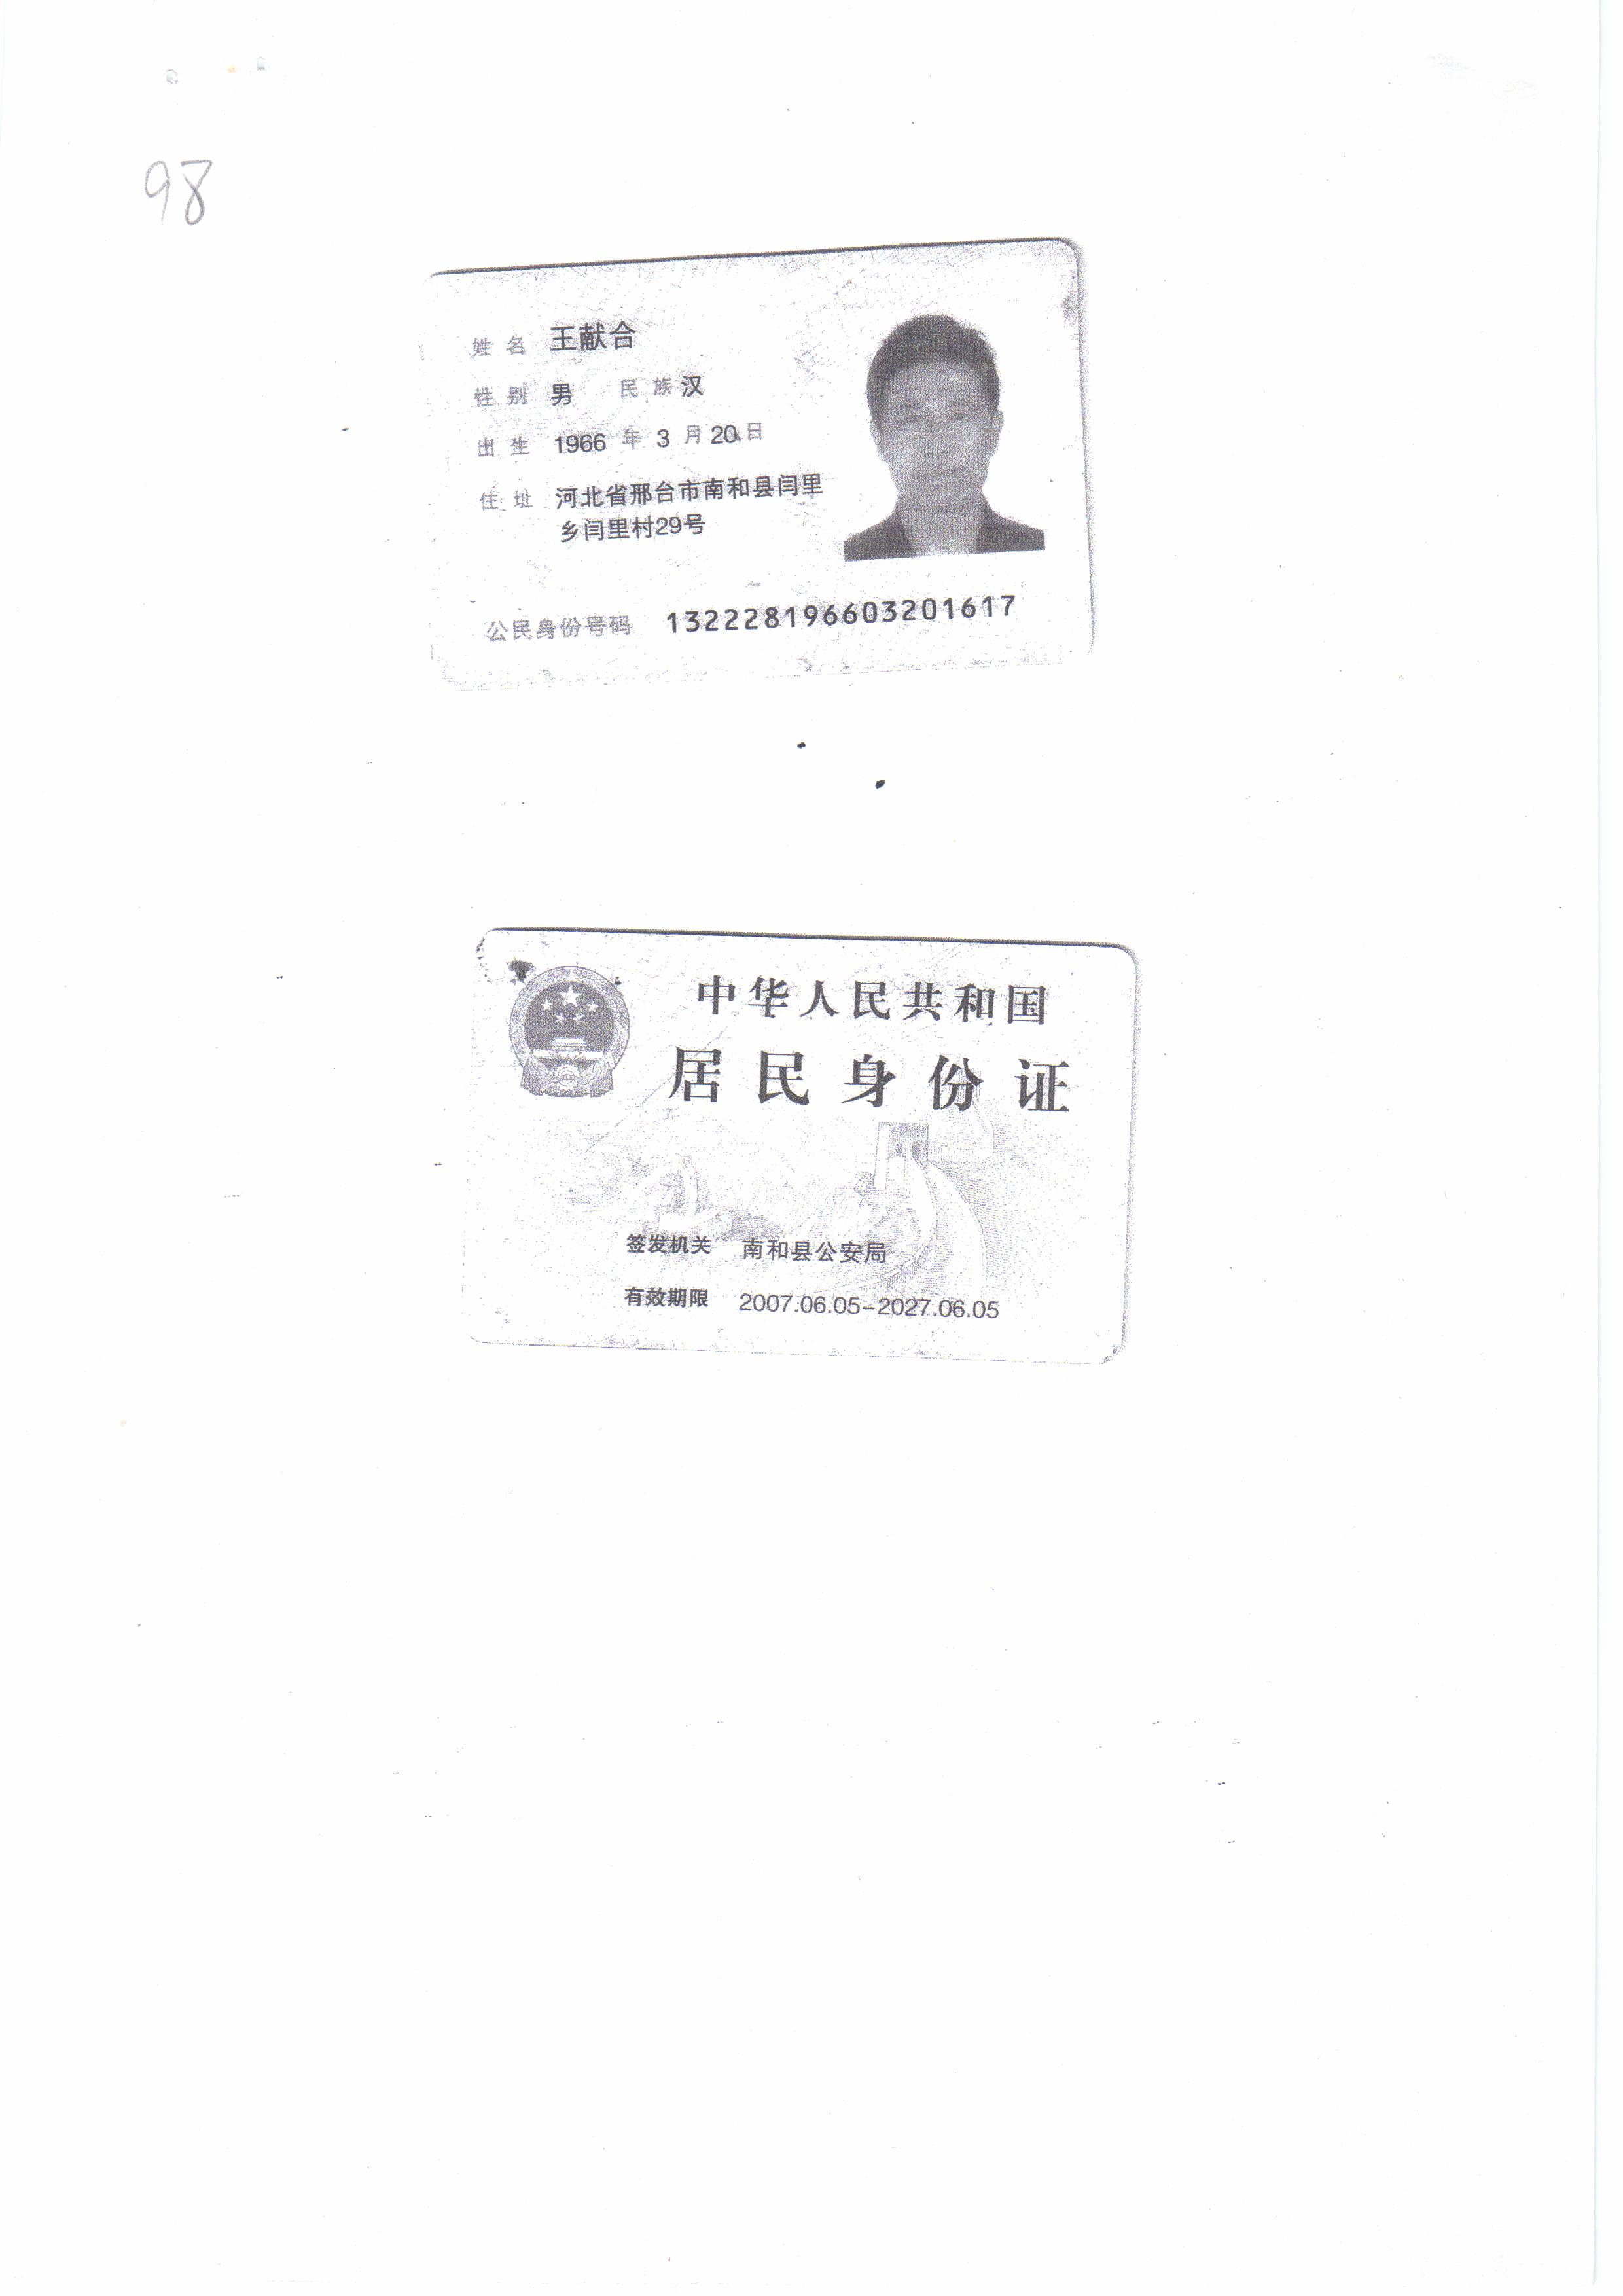 98
姓名 王献合
性别 男 民族 汉
出生 1966 年 3 月 20 日
住址 河北省邢台市南和县闫里
乡闫里村29号
公民身份号码 132228196603201617
中华人民共和国
居民身份证
签发机关 南和县公安局
有效期限 2007.06.05-2027.06.05